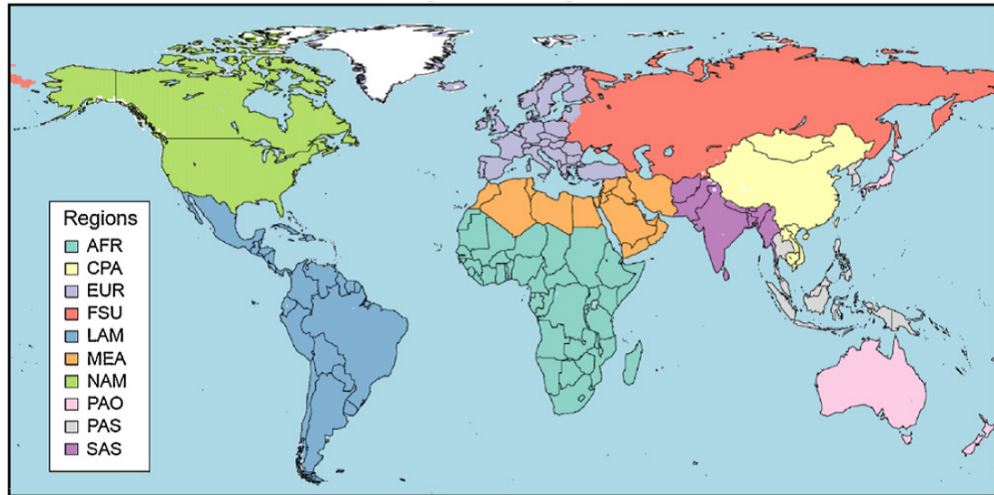 Regions
AFR
CPA
EUR
FSU
LAM
MEA
NAM
PAO
PAS
SAS